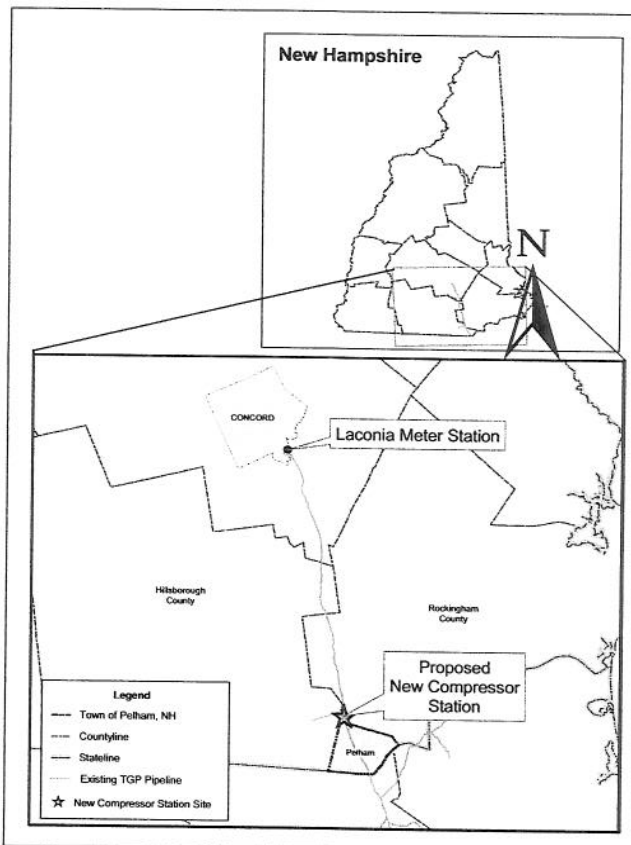 New Hampshire
N
CONCORD
Laconia Meter Station
Hillsborough
County
Rockingham
County
Proposed
New Compressor
Station
Pelham
Legend
Town of Pelham, NH
Countyline
Stateline
Existing TGP Pipeline
New Compressor Station Site